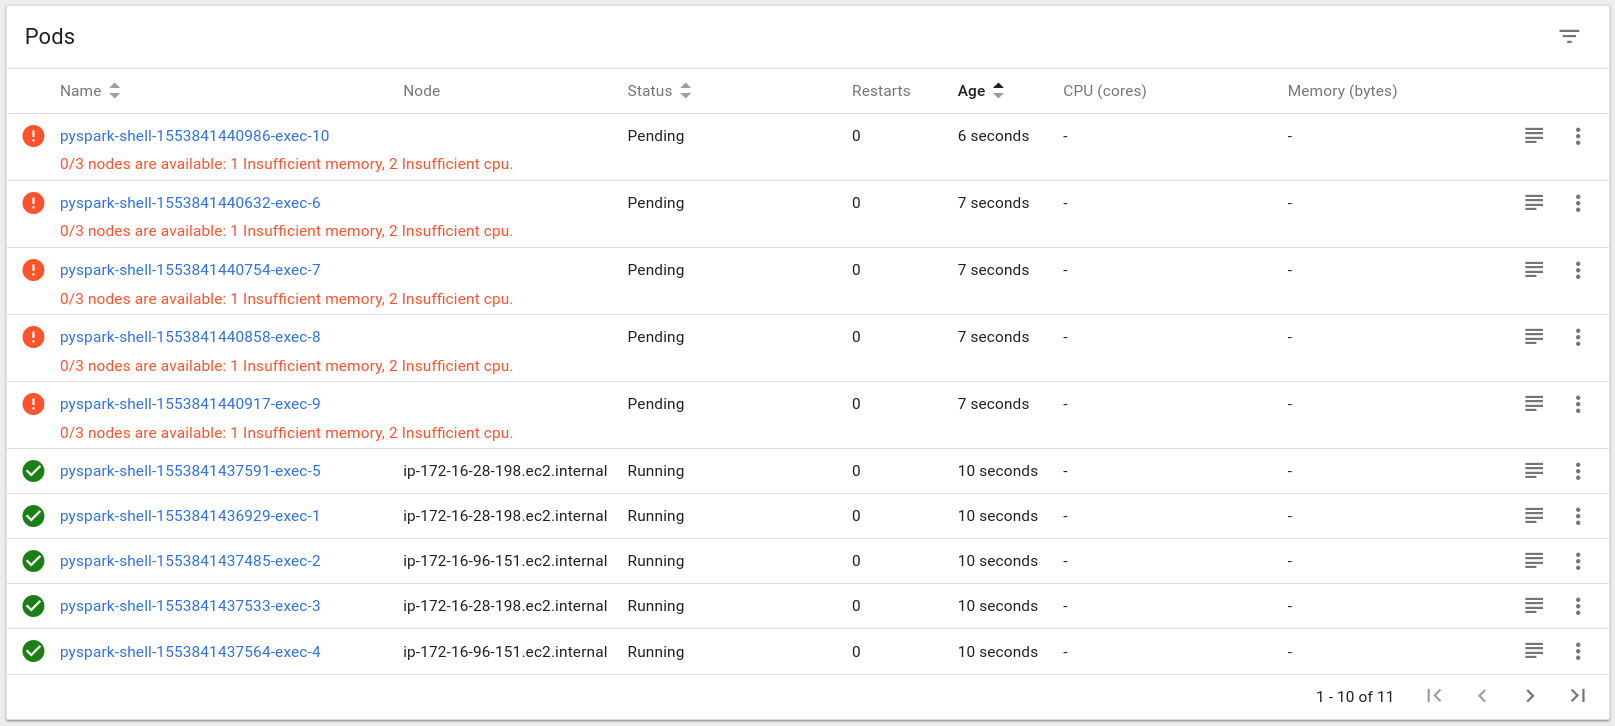 Pods
Name Node Status Restarts Age CPU (cores) Memory (bytes)
pyspark-shell-1553841440986-exec-10 Pending 0 6 seconds - -
0/3 nodes are available: 1 Insufficient memory, 2 Insufficient cpu.
pyspark-shell-1553841440632-exec-6 Pending 0 7 seconds - -
0/3 nodes are available: 1 Insufficient memory, 2 Insufficient cpu.
pyspark-shell-1553841440754-exec-7 Pending 0 7 seconds - -
0/3 nodes are available: 1 Insufficient memory, 2 Insufficient cpu.
pyspark-shell-1553841440858-exec-8 Pending 0 7 seconds - -
0/3 nodes are available: 1 Insufficient memory, 2 Insufficient cpu.
pyspark-shell-1553841440917-exec-9 Pending 0 7 seconds - -
0/3 nodes are available: 1 Insufficient memory, 2 Insufficient cpu.
pyspark-shell-1553841437591-exec-5 ip-172-16-28-198.ec2.internal Running 0 10 seconds - -
pyspark-shell-1553841436929-exec-1 ip-172-16-28-198.ec2.internal Running 0 10 seconds - -
pyspark-shell-1553841437485-exec-2 ip-172-16-96-151.ec2.internal Running 0 10 seconds - -
pyspark-shell-1553841437533-exec-3 ip-172-16-28-198.ec2.internal Running 0 10 seconds - -
pyspark-shell-1553841437564-exec-4 ip-172-16-96-151.ec2.internal Running 0 10 seconds - -
1 - 10 of 11